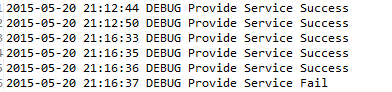 2015-05-20 21:12:44 DEBUG Provide Service Success
2015-05-20 21:12:50 DEBUG Provide Service Success
2015-05-20 21:16:33 DEBUG Provide Service Success
2015-05-20 21:16:35 DEBUG Provide Service Success
2015-05-20 21:16:36 DEBUG Provide Service Success
2015-05-20 21:16:37 DEBUG Provide Service Fail